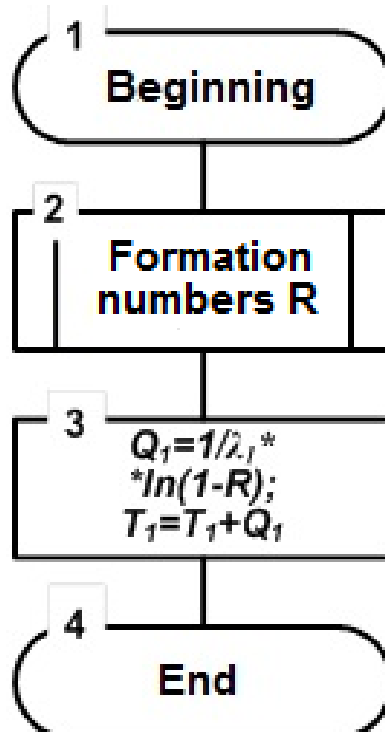 1
Beginning
2
Formation
numbers R
3
Q₁=1/λ₁*
*ln(1-R);
T₁=T₁+Q₁
4
End